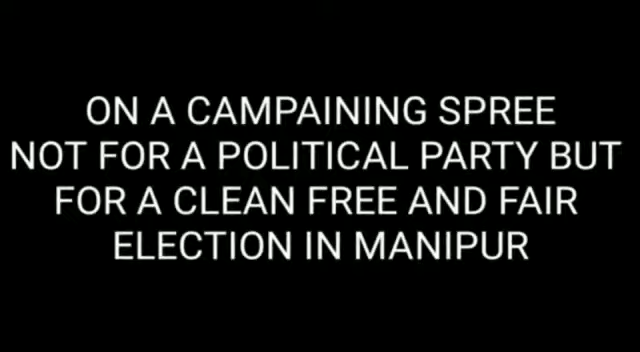 ON A CAMPAINING SPREE
NOT FOR A POLITICAL PARTY BUT
FOR A CLEAN FREE AND FAIR
ELECTION IN MANIPUR